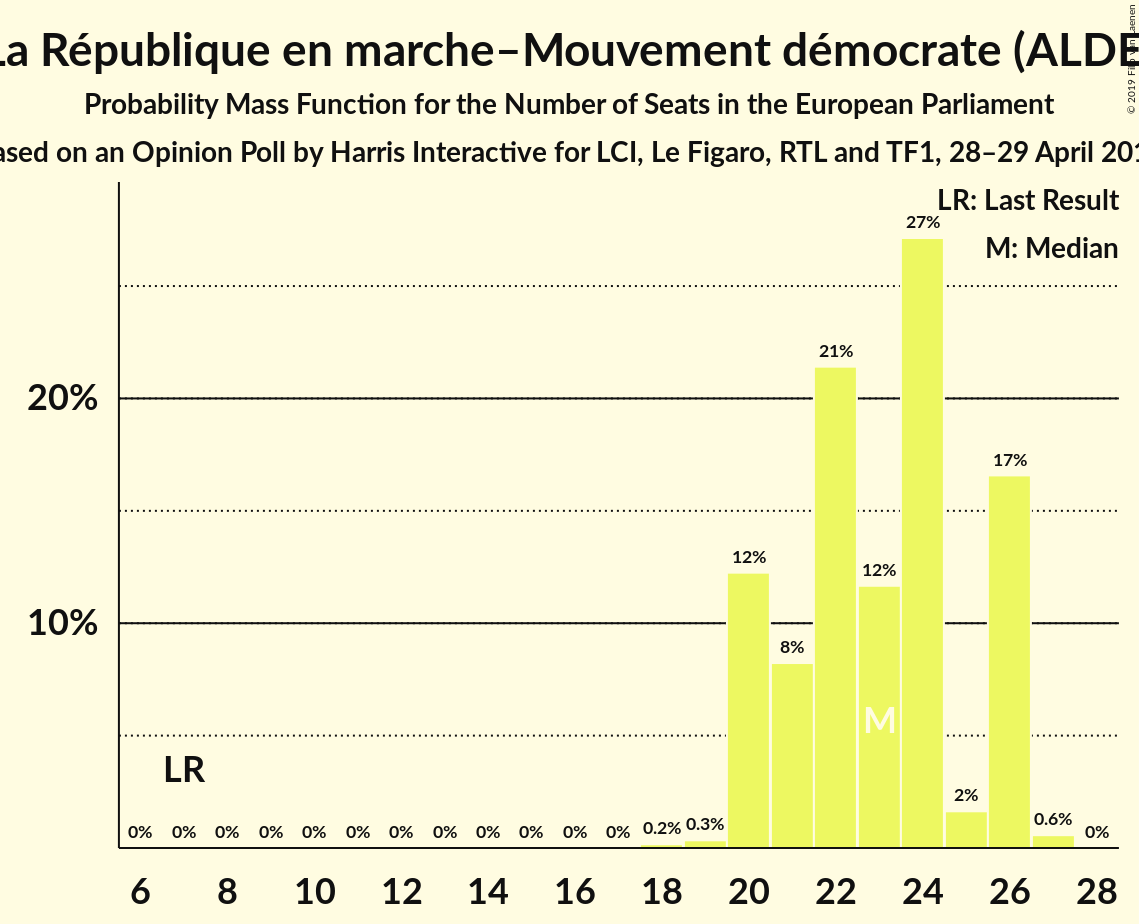 La République en marche–Mouvement démocrate (ALDE
Probability Mass Function for the Number of Seats in the European Parliament
ased on an Opinion Poll by Harris Interactive for LCI, Le Figaro, RTL and TF1, 28–29 April 201
© 2019
LR: Last Result
M: Median
27%
21%
20%
17%
12%
12%
10%
8%
M
LR
2%
0% 0% 0% 0% 0% 0% 0% 0% 0% 0% 0% 0% 0.2% 0.3% 0.6% 0%
6 8 10 12 14 16 18 20 22 24 26 28